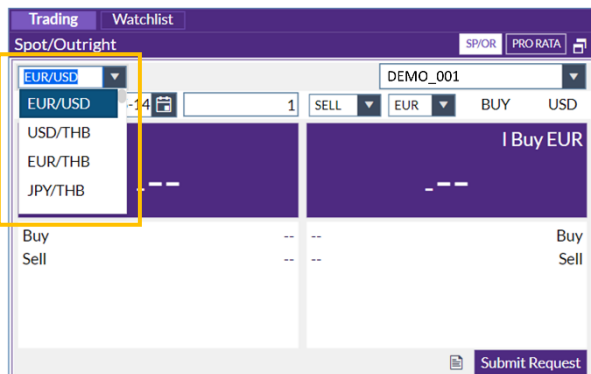 Trading Watchlist
Spot/Outright SP/OR PRO RATA
EUR/USD DEMO_001
EUR/USD -14 1 SELL EUR BUY USD
USD/THB I Buy EUR
EUR/THB
JPY/THB .-- .--
Buy -- -- Buy
Sell -- -- Sell
Submit Request